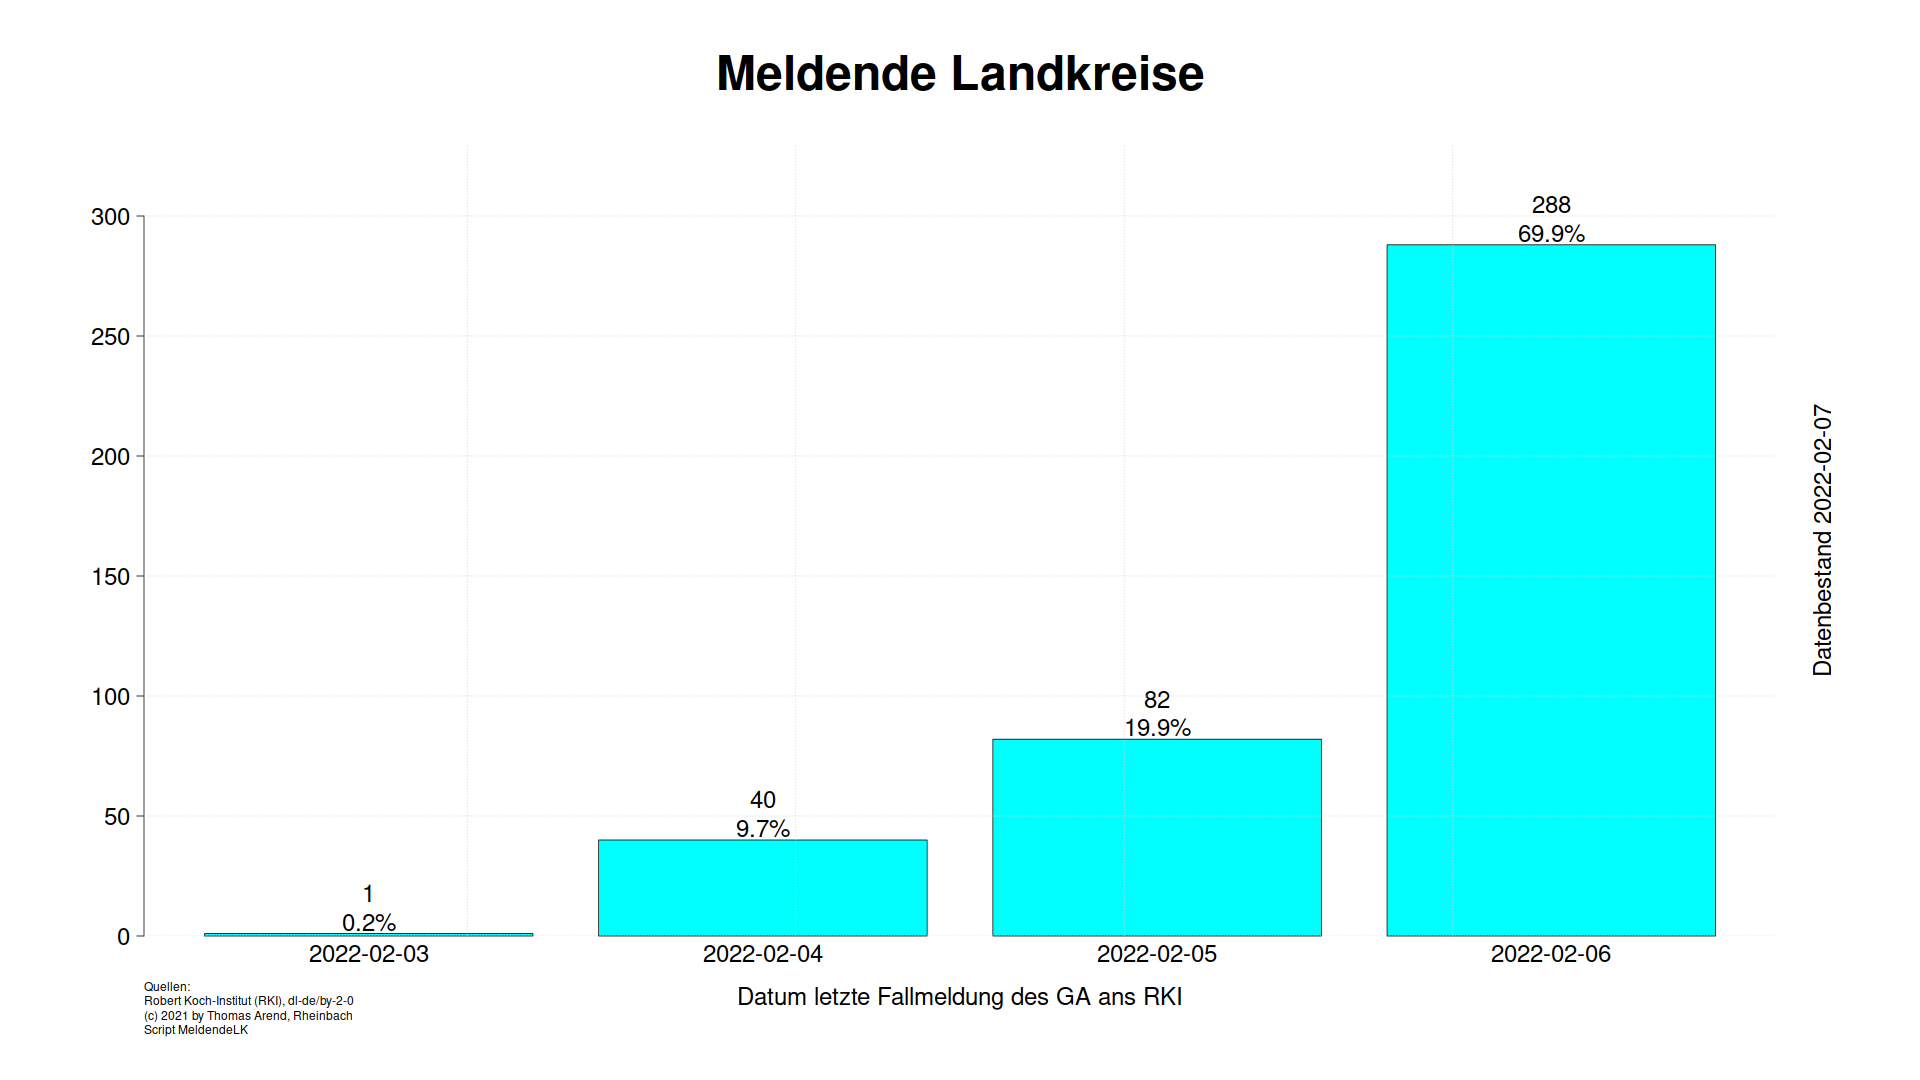 Meldende Landkreise
300
250
200
150
100
50
0
1
0.2%
40
9.7%
82
19.9%
288
69.9%
2022-02-03
2022-02-04
2022-02-05
2022-02-06
Datum letzte Fallmeldung des GA ans RKI
Datenbestand 2022-02-07
Quellen:
Robert Koch-Institut (RKI), dl-de/by-2-0
(c) 2021 by Thomas Arend, Rheinbach
Script MeldendeLK